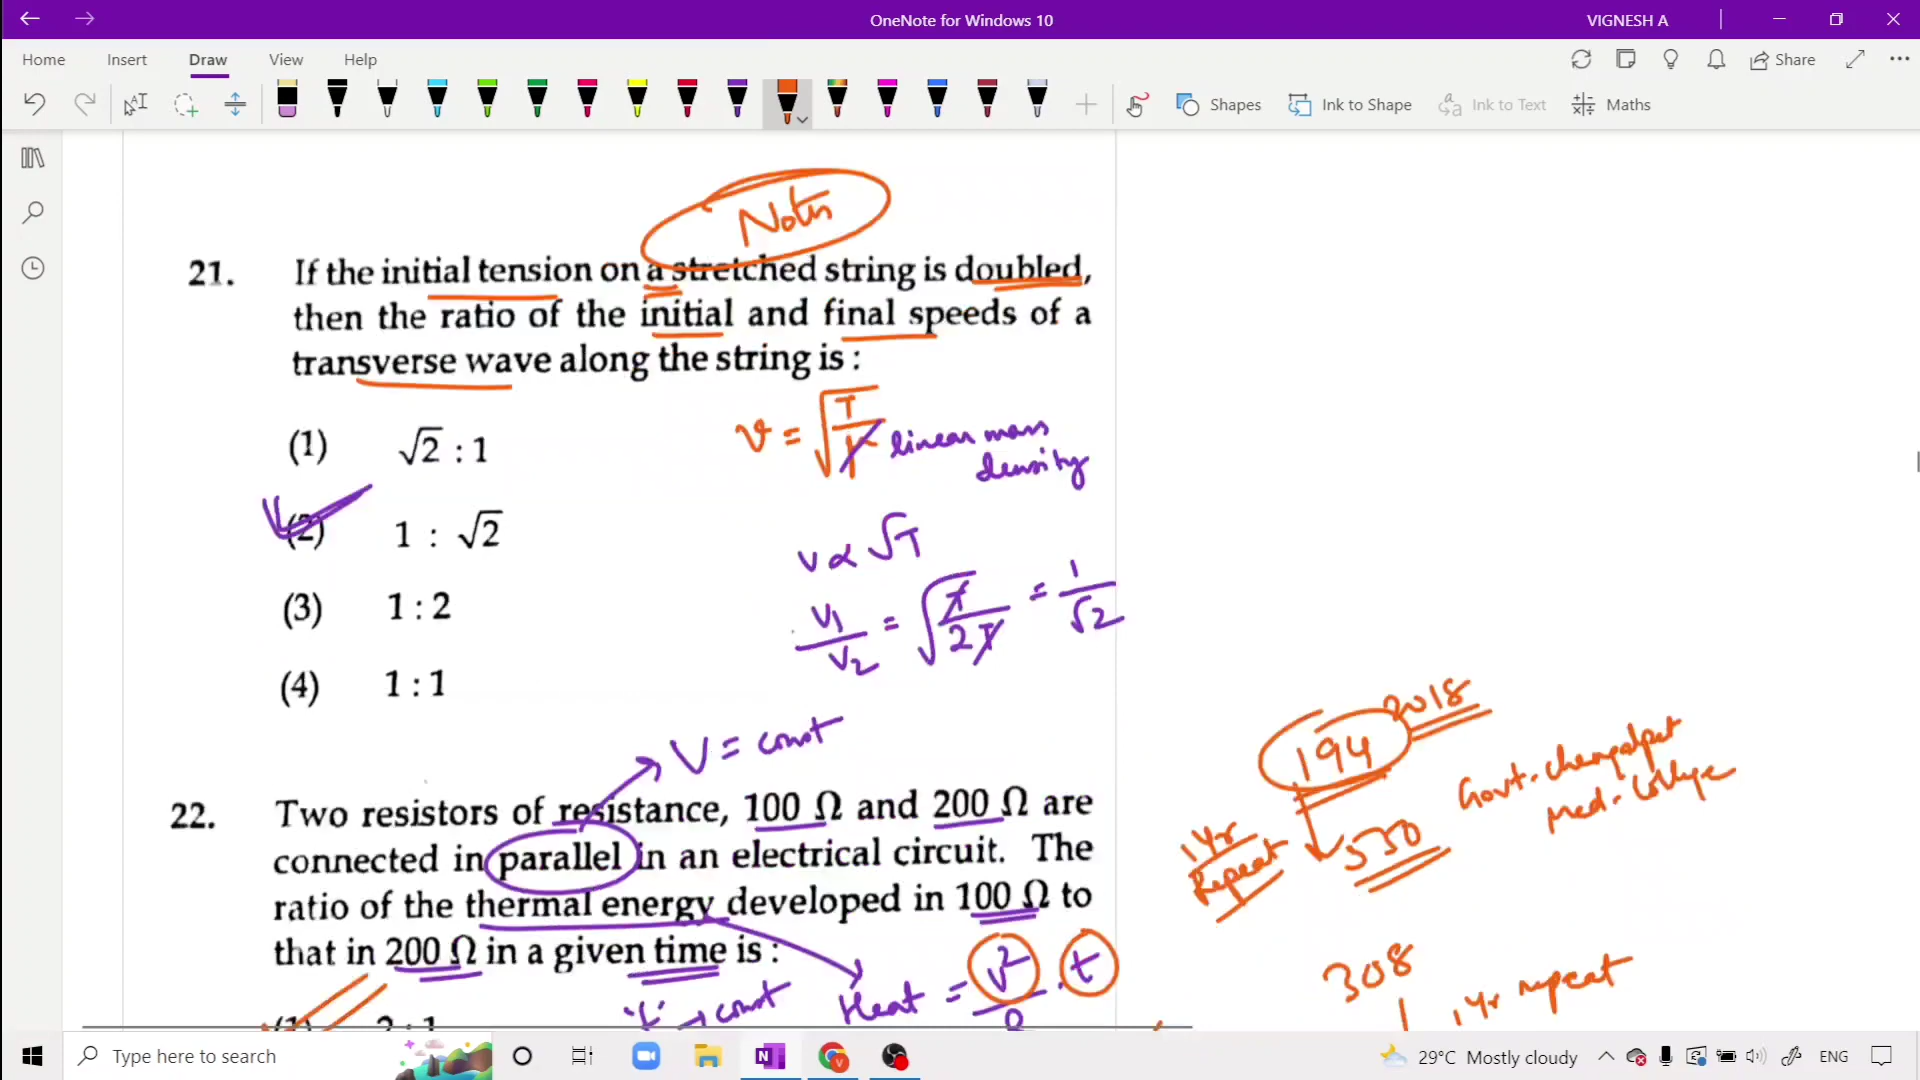 OneNote for Windows 10
VIGNESH A
Home Insert Draw View Help
Share
Shapes Ink to Shape Ink to Text Maths
Notes
21. If the initial tension on a stretched string is doubled,
then the ratio of the initial and final speeds of a
transverse wave along the string is :
(1) √2 : 1
(2) 1 : √2
(3) 1 : 2
(4) 1 : 1
v = √T/μ linear mass
density
v ∝ √T
V1/V2 = √T/2T = 1/√2
V = const
22. Two resistors of resistance, 100 Ω and 200 Ω are
connected in parallel in an electrical circuit. The
ratio of the thermal energy developed in 100 Ω to
that in 200 Ω in a given time is :
't' → const
Heat = V²/R . t
(1) 2 : 1
194 2018
Govt. chengalpet
med. college
1 yr
Repeat
530
308
1 yr repeat
Type here to search
29°C Mostly cloudy
ENG